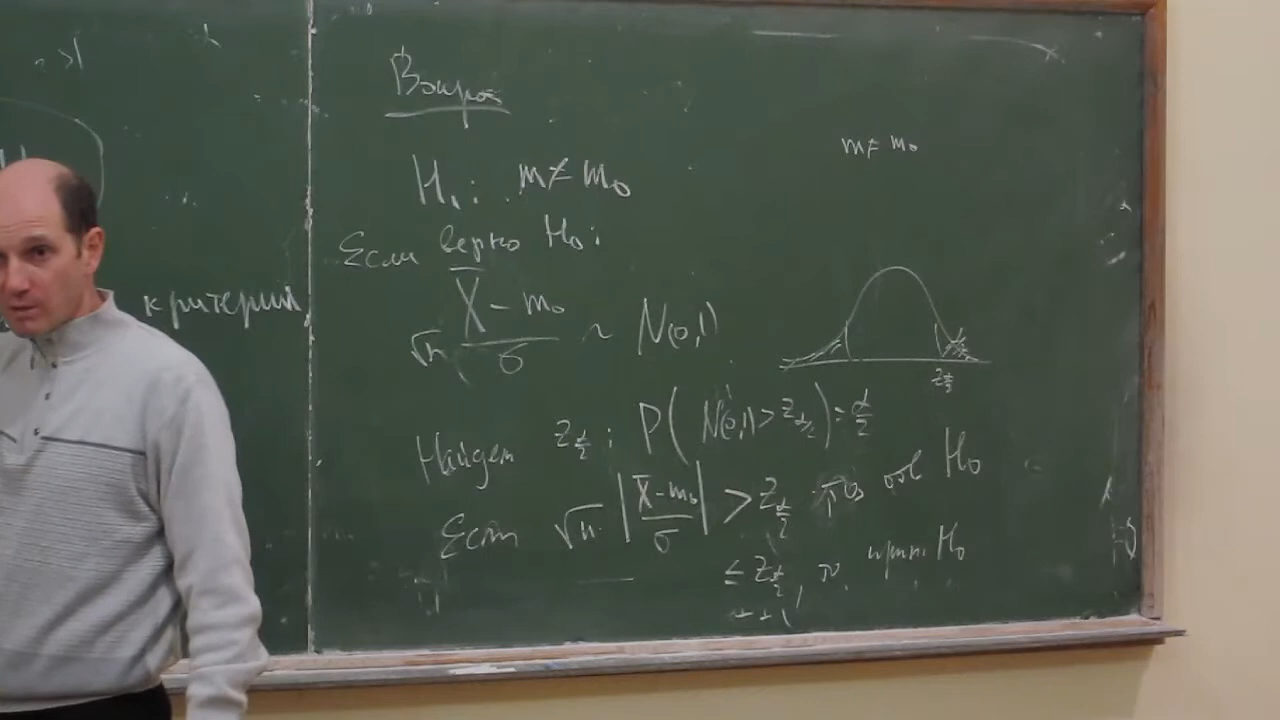 критерий
Вопрос
H₁: m ≠ m₀
m ≠ m₀
Если верно H₀:
√n (X̄ − m₀)/σ ~ N(0,1)
z_{α/2}
Найдем z_{α/2}: P(N(0,1) > z_{α/2}) = α/2
Если √n |(X̄ − m₀)/σ| > z_{α/2} то отв H₀
≤ z_{α/2}, то прин. H₀